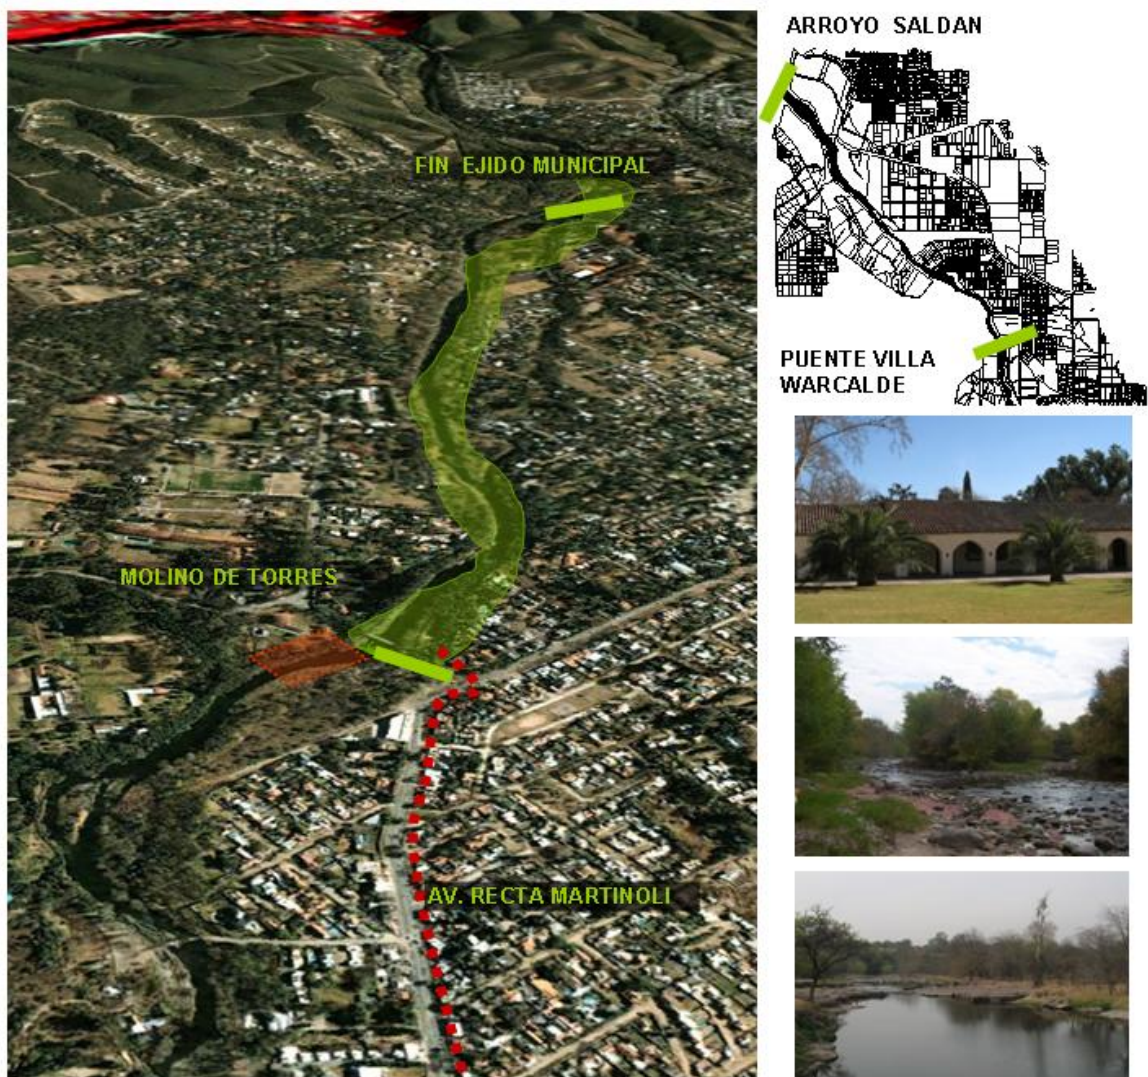 ARROYO SALDAN
FIN EJIDO MUNICIPAL
PUENTE VILLA
WARCALDE
MOLINO DE TORRES
AV. RECTA MARTINOLI